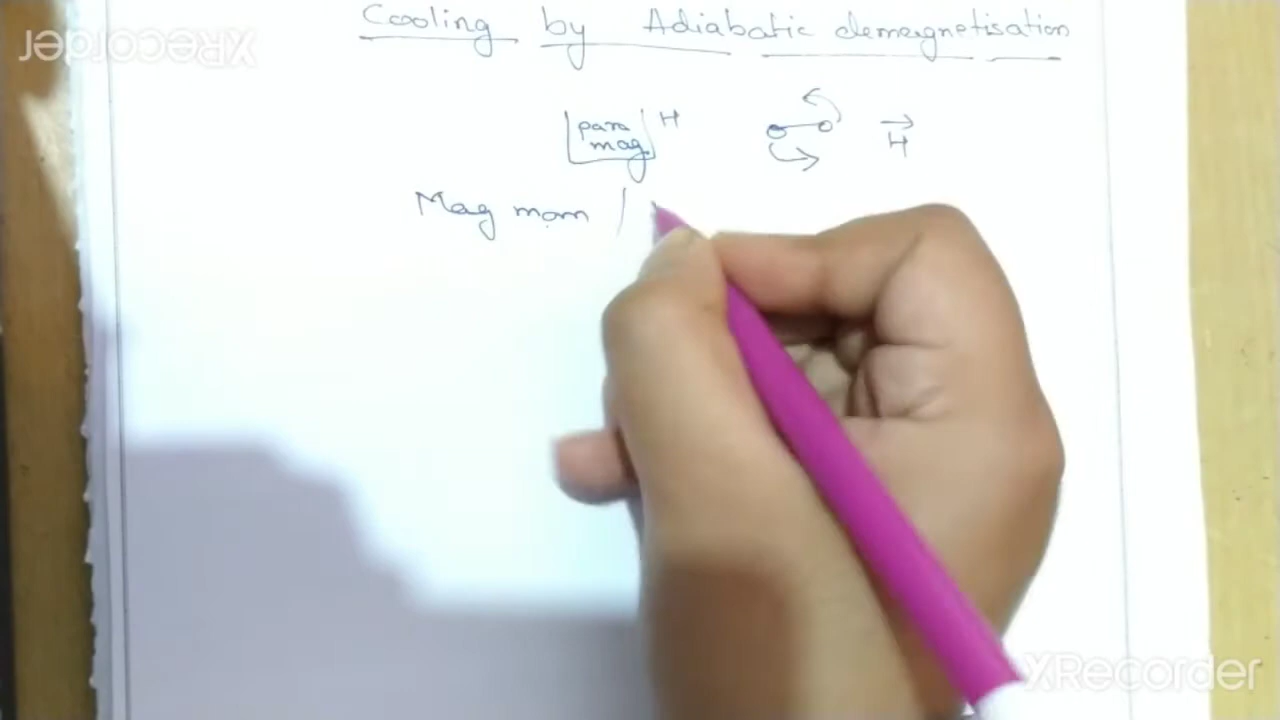 Cooling by Adiabatic demagnetisation
XRecorder
para H
mag.
H
Mag mom /
XRecorder